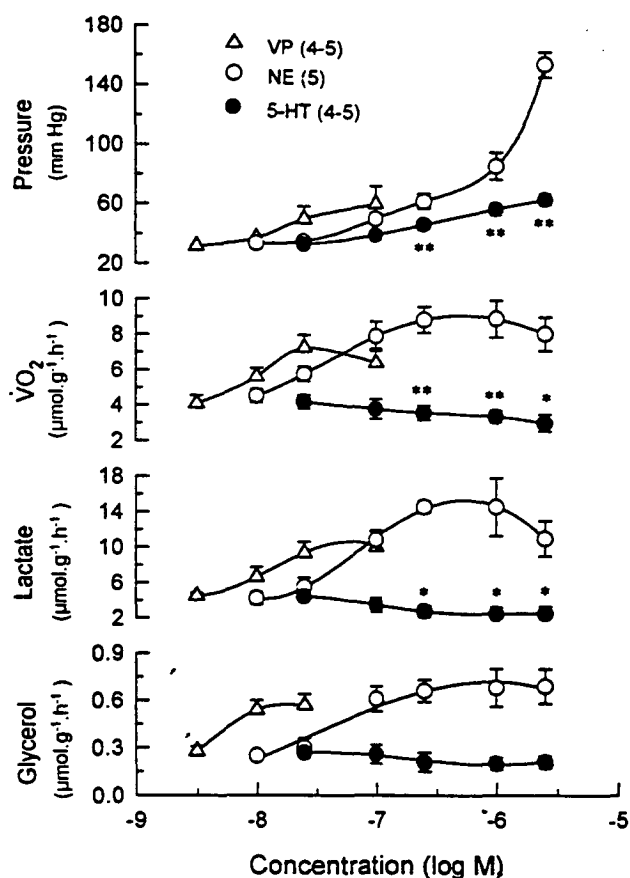 VP (4-5)
NE (5)
5-HT (4-5)
Pressure
(mm Hg)
180
140
100
60
20
**
**
**
V̇O2
(µmol.g-1.h-1)
10
8
6
4
2
**
**
*
Lactate
(µmol.g-1.h-1)
18
14
10
6
2
*
*
*
Glycerol
(µmol.g-1.h-1)
0.9
0.6
0.3
0.0
-9
-8
-7
-6
-5
Concentration (log M)